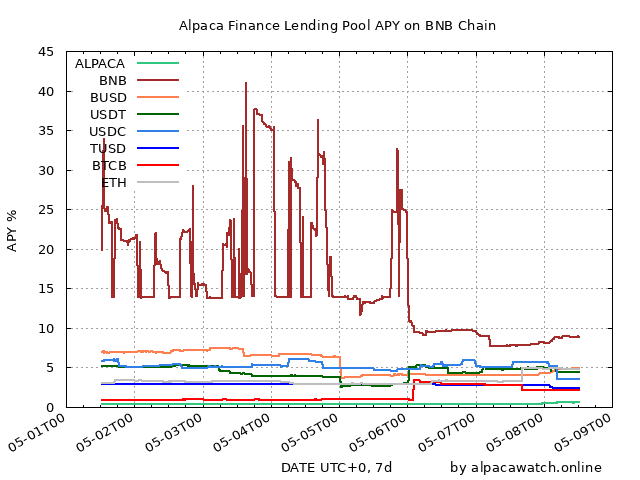 Alpaca Finance Lending Pool APY on BNB Chain
APY %
45
40
35
30
25
20
15
10
5
0
ALPACA
BNB
BUSD
USDT
USDC
TUSD
BTCB
ETH
05-01T00
05-02T00
05-03T00
05-04T00
05-05T00
05-06T00
05-07T00
05-08T00
05-09T00
DATE UTC+0, 7d
by alpacawatch.online